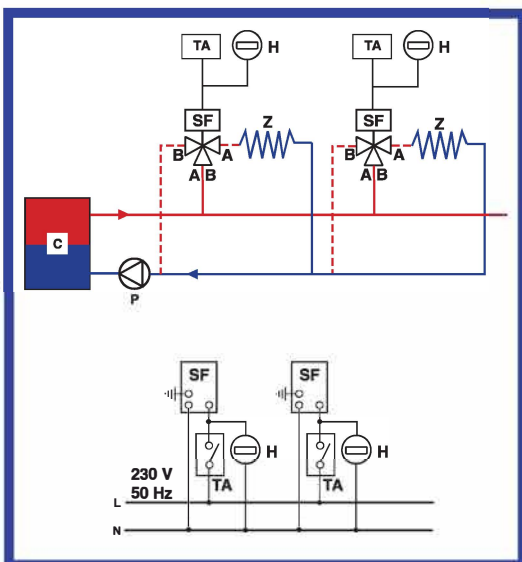 TA H TA H
SF Z SF Z
B A B A
A B A B
C
P
SF SF
H H
TA TA
230 V
50 Hz
L
N